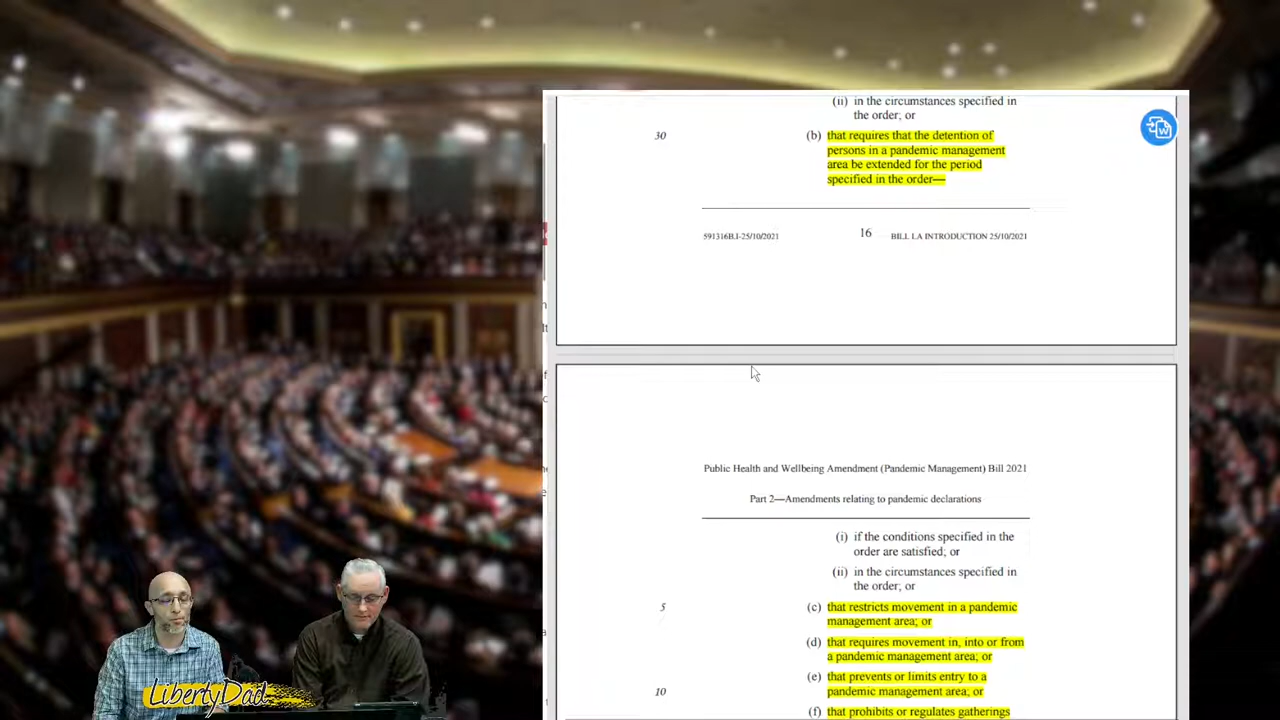 (ii) in the circumstances specified in
the order; or
30 (b) that requires that the detention of
persons in a pandemic management
area be extended for the period
specified in the order—
591316B.I-25/10/2021 16 BILL LA INTRODUCTION 25/10/2021
Public Health and Wellbeing Amendment (Pandemic Management) Bill 2021
Part 2—Amendments relating to pandemic declarations
(i) if the conditions specified in the
order are satisfied; or
(ii) in the circumstances specified in
the order; or
5 (c) that restricts movement in a pandemic
management area; or
(d) that requires movement in, into or from
a pandemic management area; or
(e) that prevents or limits entry to a
10 pandemic management area; or
(f) that prohibits or regulates gatherings
LibertyDad